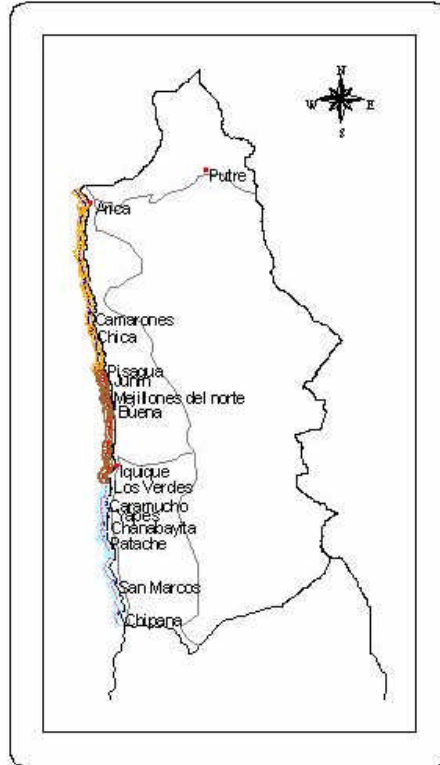 N
W E
S
Putre
Arica
Camarones
Chica
Pisagua
Junin
Mejillones del norte
Buena
Iquique
Los Verdes
Caramucho
Yapes
Chanabayita
Patache
San Marcos
Chipana